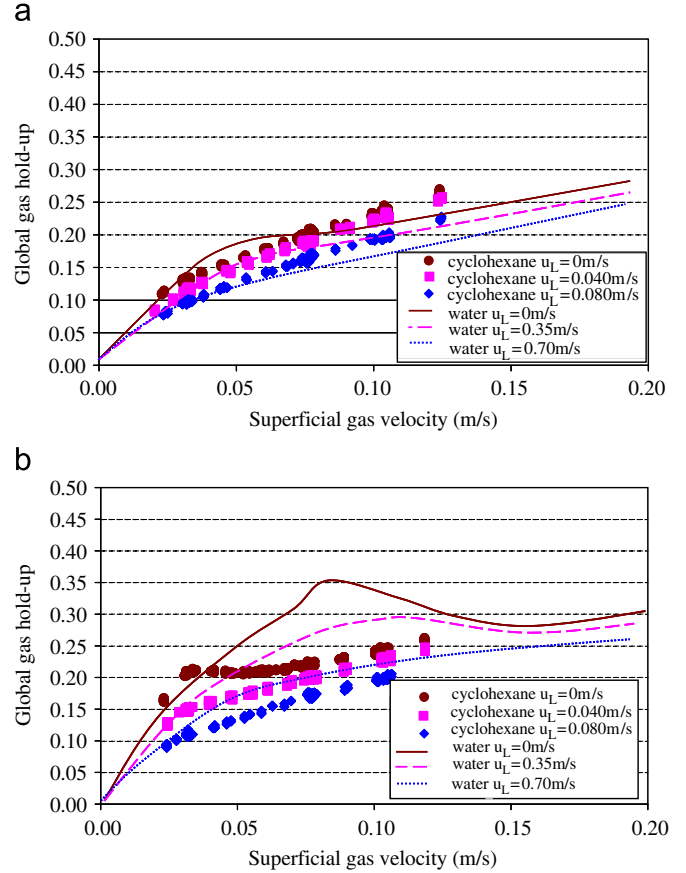 a
0.50
0.45
0.40
0.35
0.30
0.25
0.20
0.15
0.10
0.05
0.00
Global gas hold-up
cyclohexane uL=0m/s
cyclohexane uL=0.040m/s
cyclohexane uL=0.080m/s
water uL=0m/s
water uL=0.35m/s
water uL=0.70m/s
0.00 0.05 0.10 0.15 0.20
Superficial gas velocity (m/s)
b
0.50
0.45
0.40
0.35
0.30
0.25
0.20
0.15
0.10
0.05
0.00
Global gas hold-up
cyclohexane uL=0m/s
cyclohexane uL=0.040m/s
cyclohexane uL=0.080m/s
water uL=0m/s
water uL=0.35m/s
water uL=0.70m/s
0.00 0.05 0.10 0.15 0.20
Superficial gas velocity (m/s)